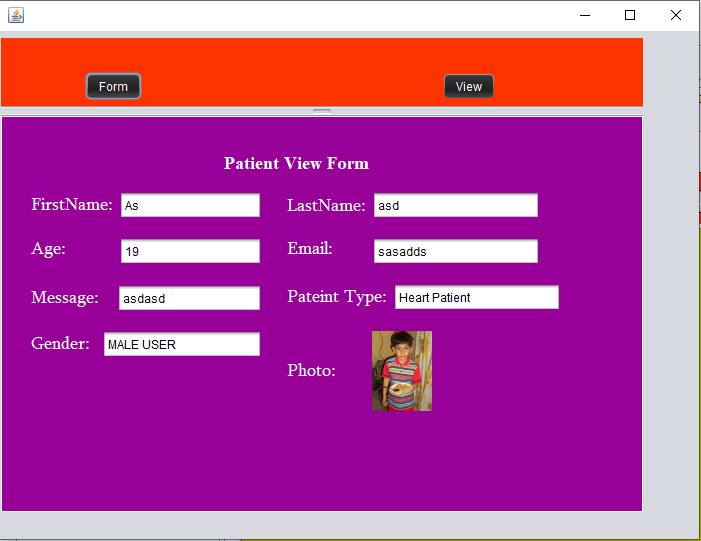 Form View
Patient View Form
FirstName: As LastName: asd
Age: 19 Email: sasadds
Message: asdasd Pateint Type: Heart Patient
Gender: MALE USER
Photo: